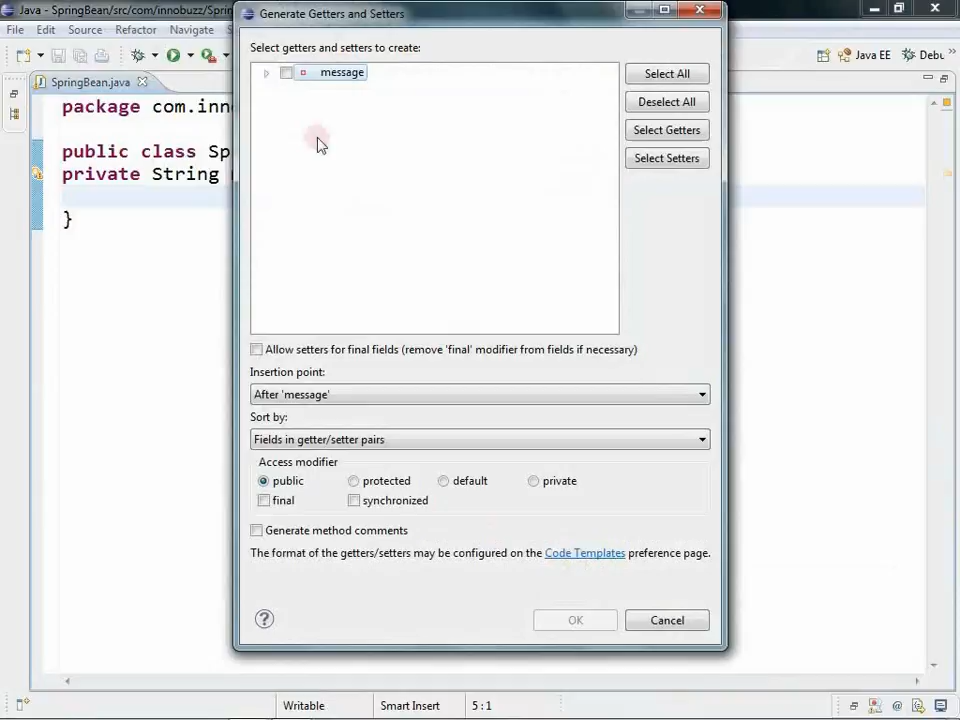 Java - SpringBean/src/com/innobuzz/Spri
Generate Getters and Setters
File Edit Source Refactor Navigate
Java EE Debu
SpringBean.java
package com.inno
public class Sp
private String
}
Select getters and setters to create:
message
Select All
Deselect All
Select Getters
Select Setters
Allow setters for final fields (remove 'final' modifier from fields if necessary)
Insertion point:
After 'message'
Sort by:
Fields in getter/setter pairs
Access modifier
public protected default private
final synchronized
Generate method comments
The format of the getters/setters may be configured on the Code Templates preference page.
? OK Cancel
Writable Smart Insert 5 : 1